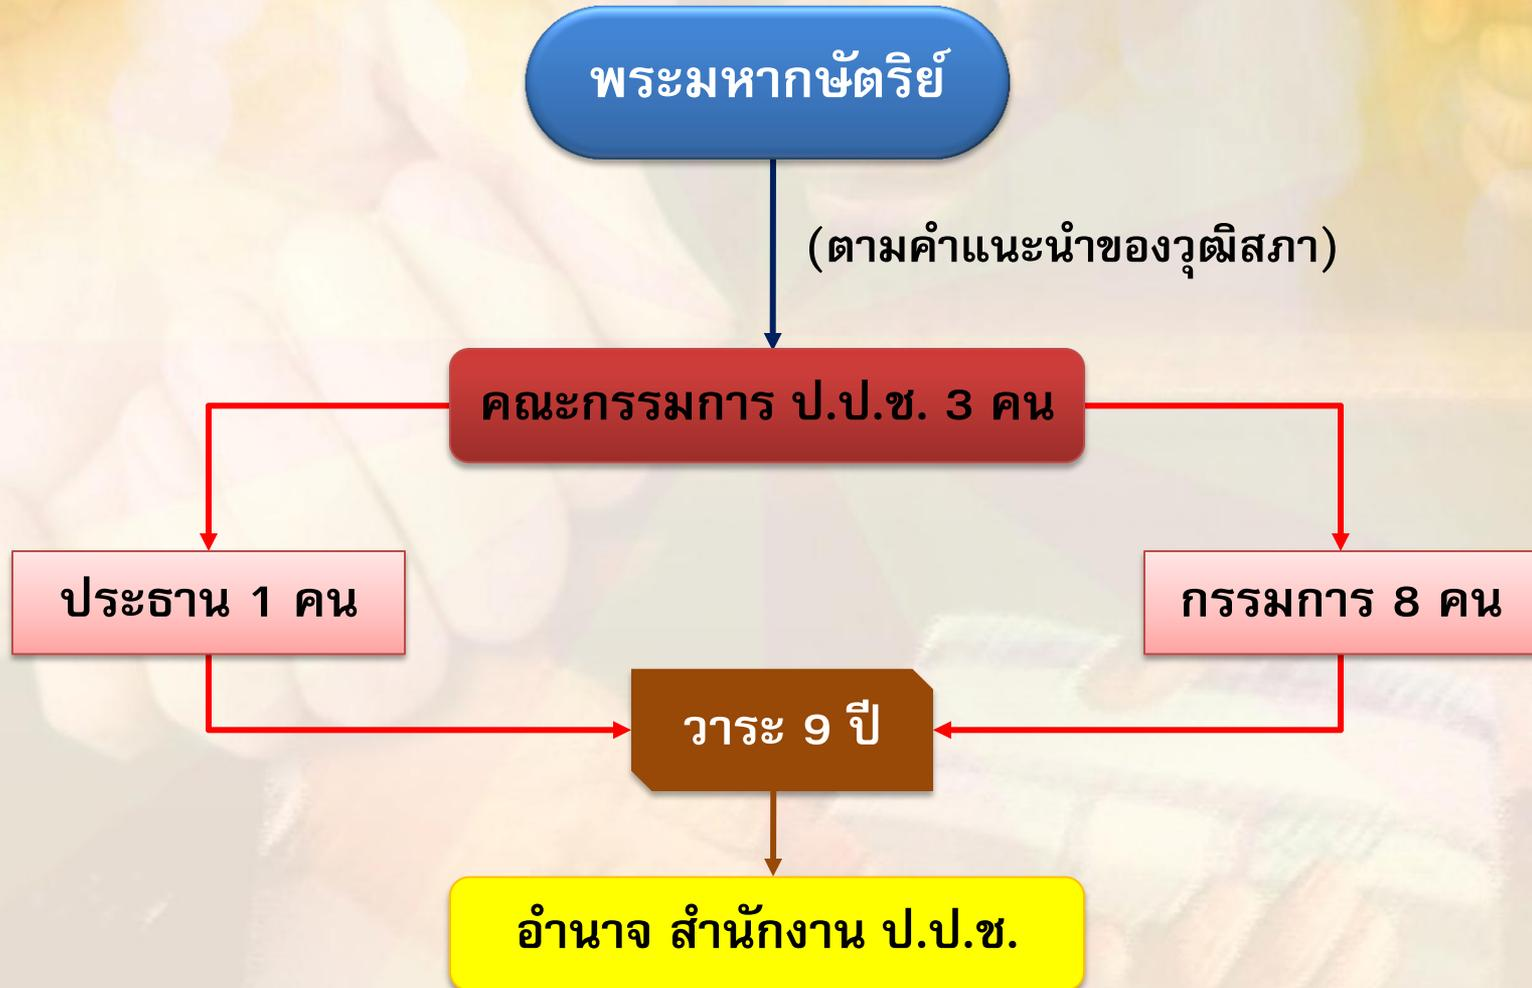 พระมหากษัตริย์
(ตามคำแนะนำของวุฒิสภา)
คณะกรรมการ ป.ป.ช. 3 คน
ประธาน 1 คน
กรรมการ 8 คน
วาระ 9 ปี
อำนาจ สำนักงาน ป.ป.ช.